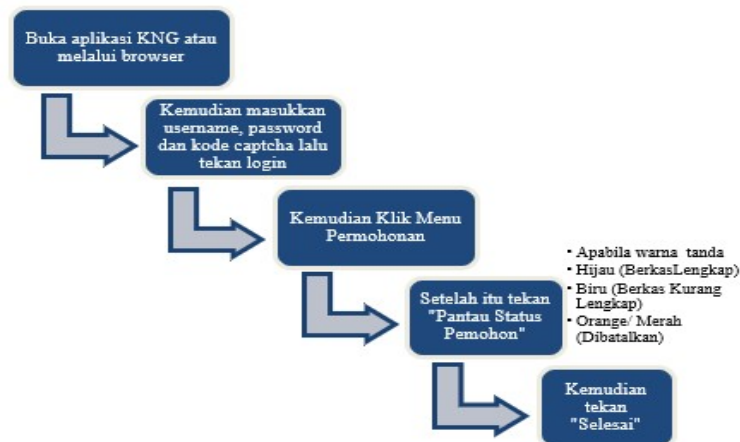 Buka aplikasi KNG atau
melalui browser
Kemudian masukkan
username, password
dan kode captcha lalu
tekan login
Kemudian Klik Menu
Permohonan
Setelah itu tekan
"Pantau Status
Pemohon"
• Apabila warna tanda
• Hijau (BerkasLengkap)
• Biru (Berkas Kurang
Lengkap)
• Orange/ Merah
(Dibatalkan)
Kemudian
tekan
"Selesai"